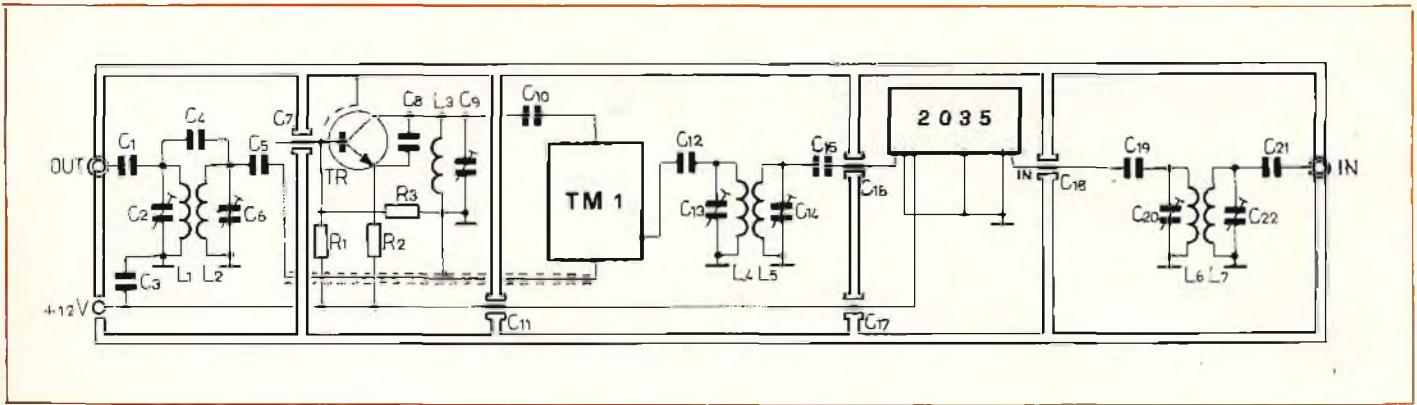 C1
C4
C5
OUT
C2
C6
C3
L1 L2
+12V
C7
TR
C8 L3 C9
R3
R1
R2
C10
C11
TM1
C12
C13
C14
L4 L5
C15
C16
C17
2035
IN
C18
C19
C20
C21
C22
L6 L7
IN